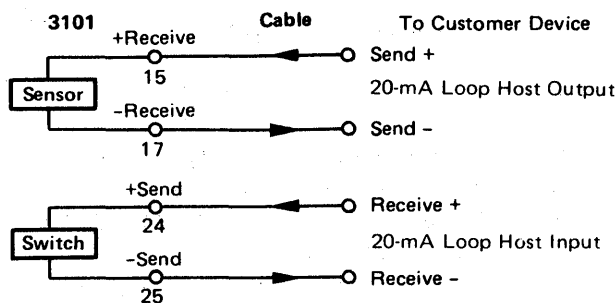 3101 Cable To Customer Device
+Receive Send +
15
Sensor 20-mA Loop Host Output
−Receive Send −
17
+Send Receive +
24
Switch 20-mA Loop Host Input
−Send Receive −
25